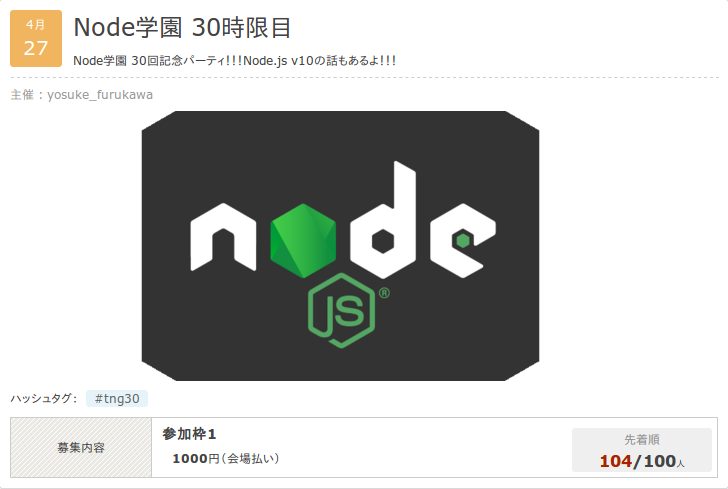 4月
27
Node学園 30時限目
Node学園 30回記念パーティ!!!Node.js v10の話もあるよ!!!
主催 : yosuke_furukawa
node
JS®
ハッシュタグ: #tng30
募集内容
参加枠1
1000円(会場払い)
先着順
104/100人